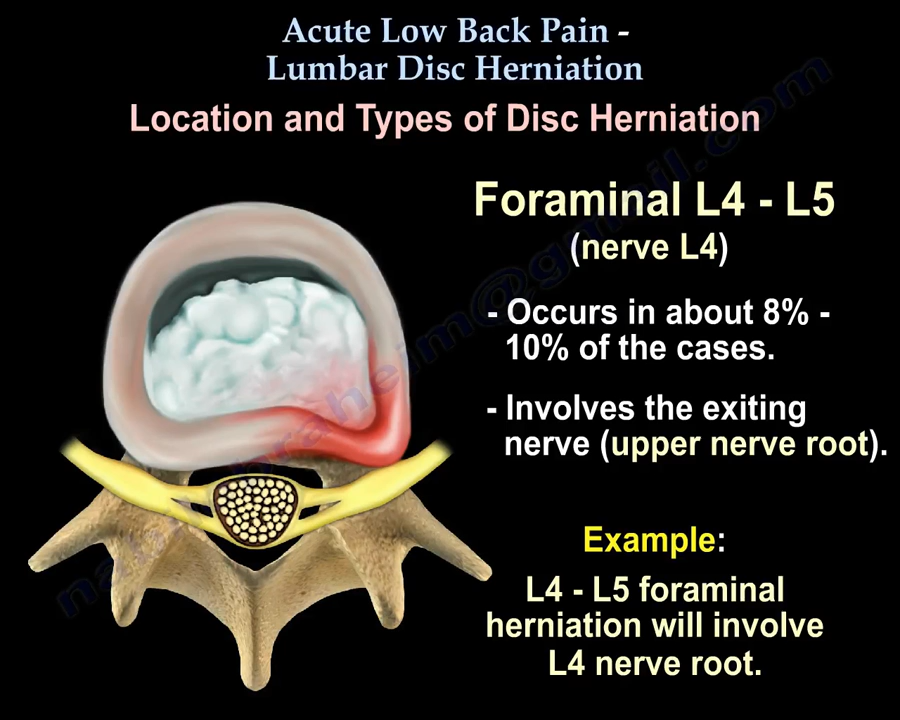 Acute Low Back Pain -
Lumbar Disc Herniation
Location and Types of Disc Herniation
Foraminal L4 - L5
(nerve L4)
- Occurs in about 8% -
10% of the cases.
- Involves the exiting
nerve (upper nerve root).
Example:
L4 - L5 foraminal
herniation will involve
L4 nerve root.